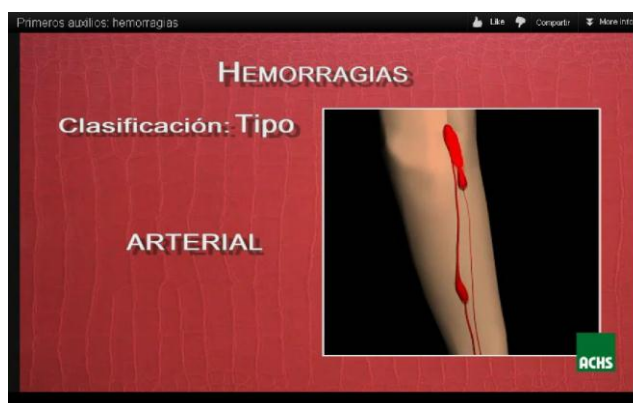 Primeros auxilios: hemorragias
Like
Compartir
More info
HEMORRAGIAS
Clasificación: Tipo
ARTERIAL
ACHS